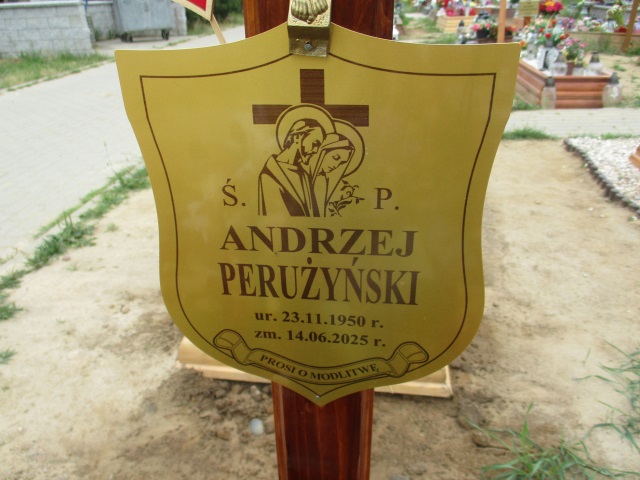 Ś. P.
ANDRZEJ
PERUŻYŃSKI
ur. 23.11.1950 r.
zm. 14.06.2025 r.
PROSI O MODLITWĘ